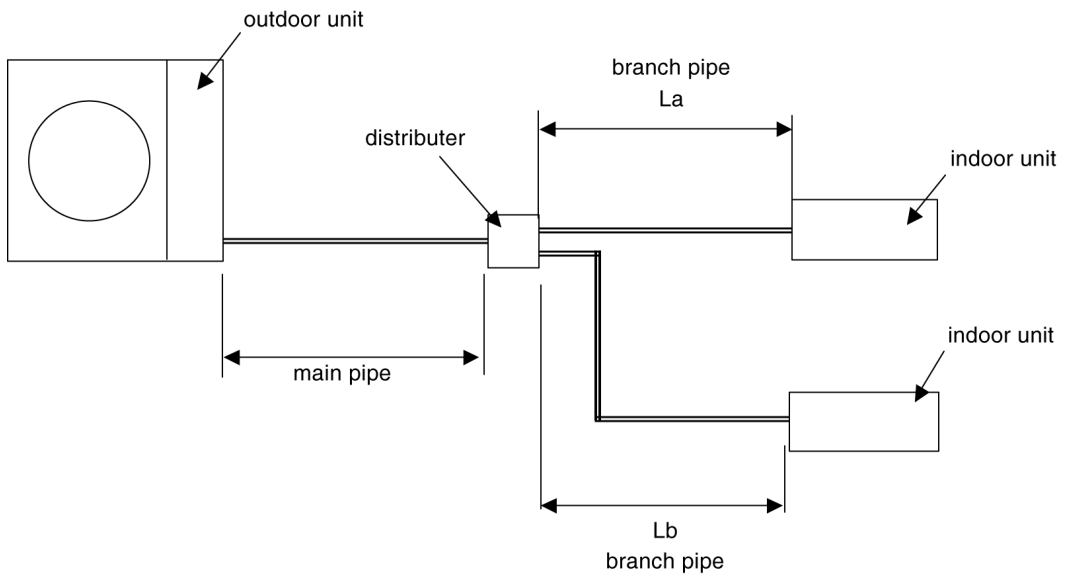 outdoor unit
branch pipe
La
distributer
indoor unit
indoor unit
main pipe
Lb
branch pipe